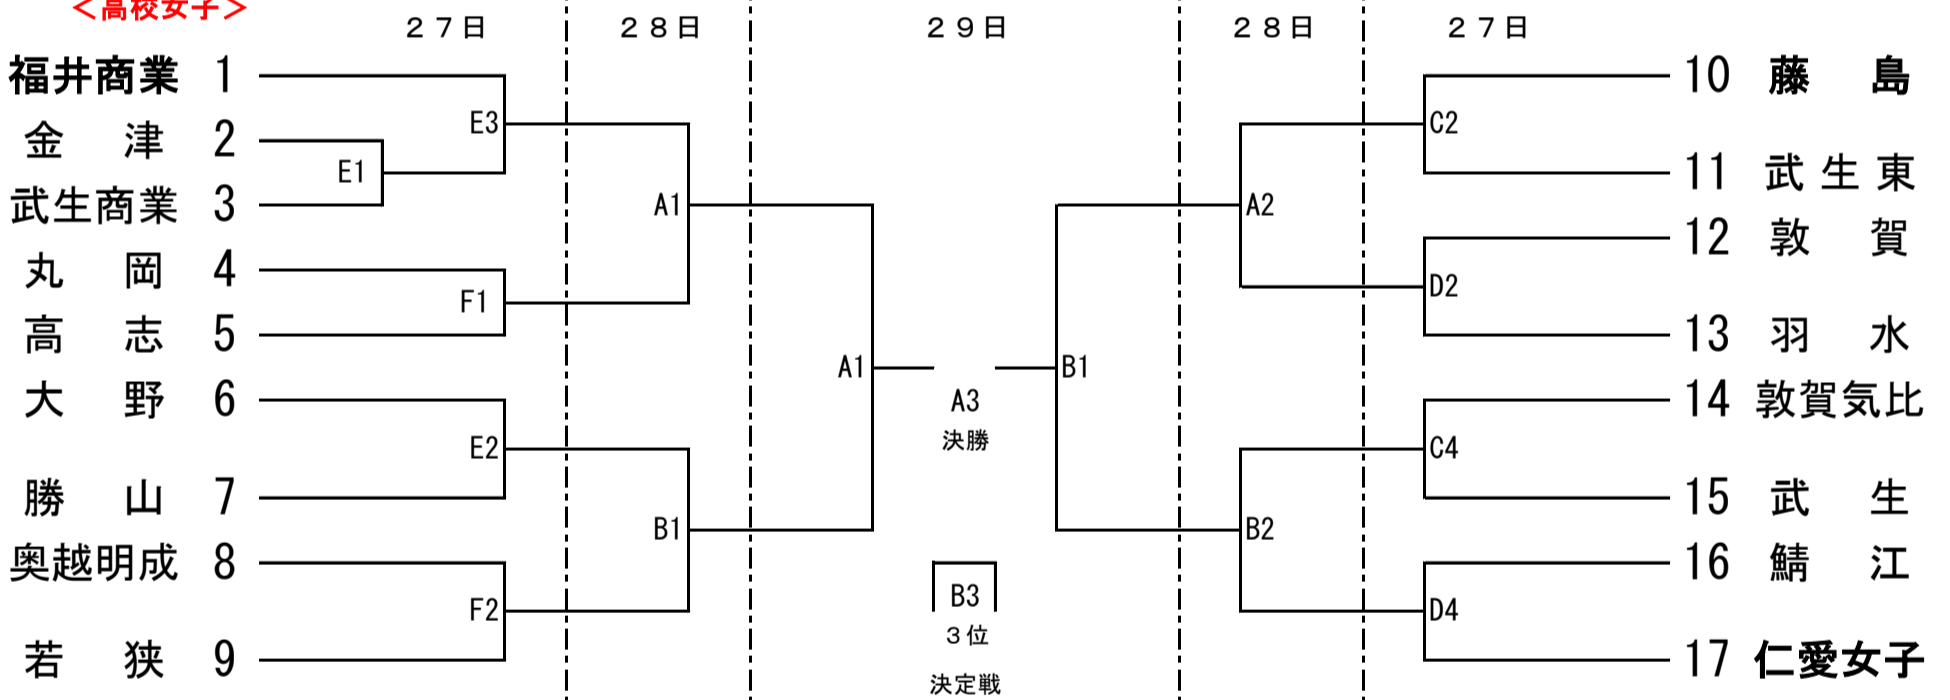 ＜高校女子＞
２７日 ２８日 ２９日 ２８日 ２７日
福井商業 1
金津 2
武生商業 3
丸岡 4
高志 5
大野 6
勝山 7
奥越明成 8
若狭 9
E3
E1
F1
E2
F2
A1
B1
A1
A3
決勝
B3
３位
決定戦
B1
A2
B2
C2
D2
C4
D4
10 藤島
11 武生東
12 敦賀
13 羽水
14 敦賀気比
15 武生
16 鯖江
17 仁愛女子